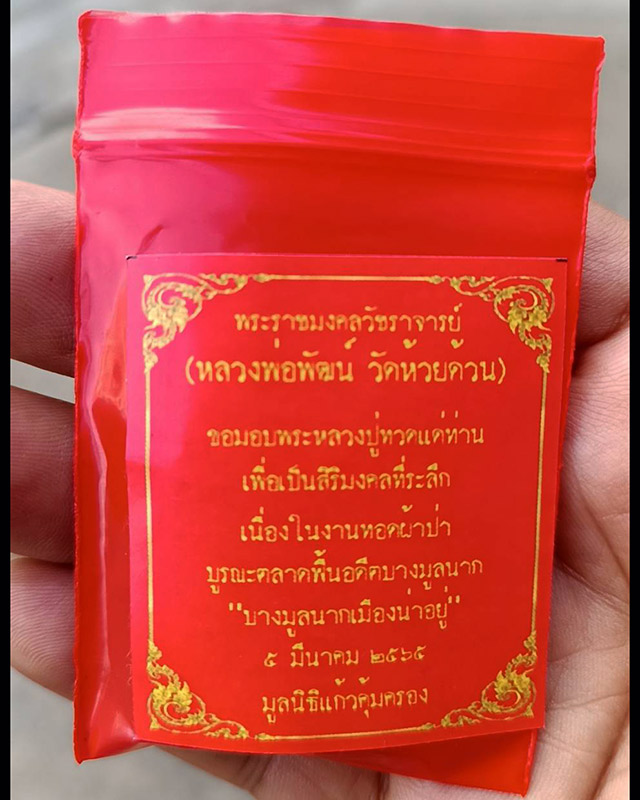 พระราชมงคลวัชราจารย์
(หลวงพ่อพัฒน์ วัดห้วยด้วน)
ขอมอบพระหลวงปู่ทวดแด่ท่าน
เพื่อเป็นสิริมงคลที่ระลึก
เนื่องในงานทอดผ้าป่า
บูรณะตลาดฟื้นอดีตบางมูลนาก
"บางมูลนากเมืองน่าอยู่"
๕ มีนาคม ๒๕๖๕
มูลนิธิแก้วคุ้มครอง